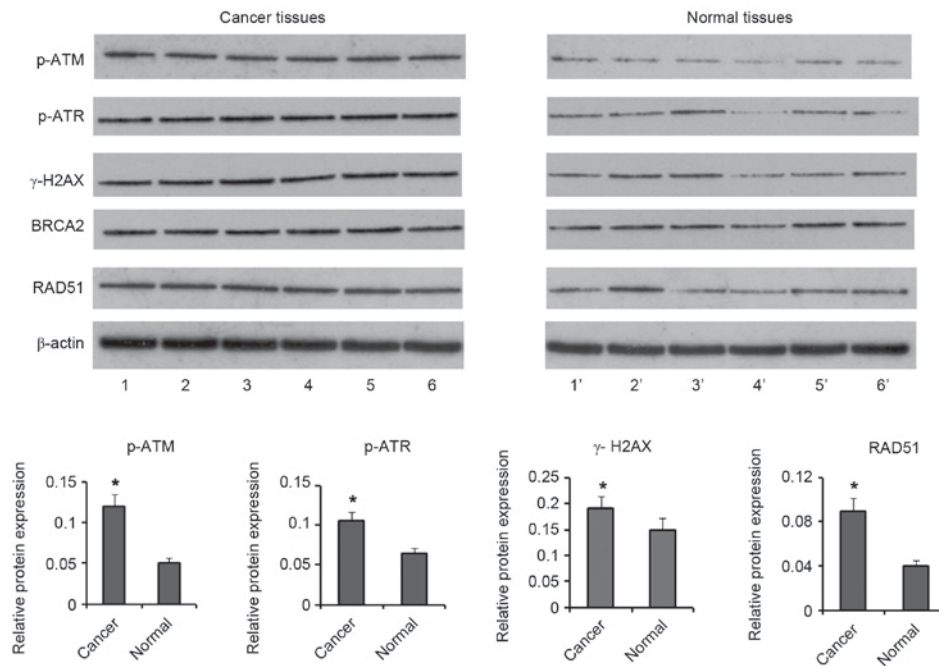 Cancer tissues
Normal tissues
p-ATM
p-ATR
γ-H2AX
BRCA2
RAD51
β-actin
1 2 3 4 5 6
1' 2' 3' 4' 5' 6'
p-ATM
Relative protein expression
0.15
0.1
0.05
0
*
Cancer
Normal
p-ATR
Relative protein expression
0.15
0.1
0.05
0
*
Cancer
Normal
γ- H2AX
Relative protein expression
0.25
0.2
0.15
0.1
0.05
0
*
Cancer
Normal
RAD51
Relative protein expression
0.12
0.08
0.04
0
*
Cancer
Normal